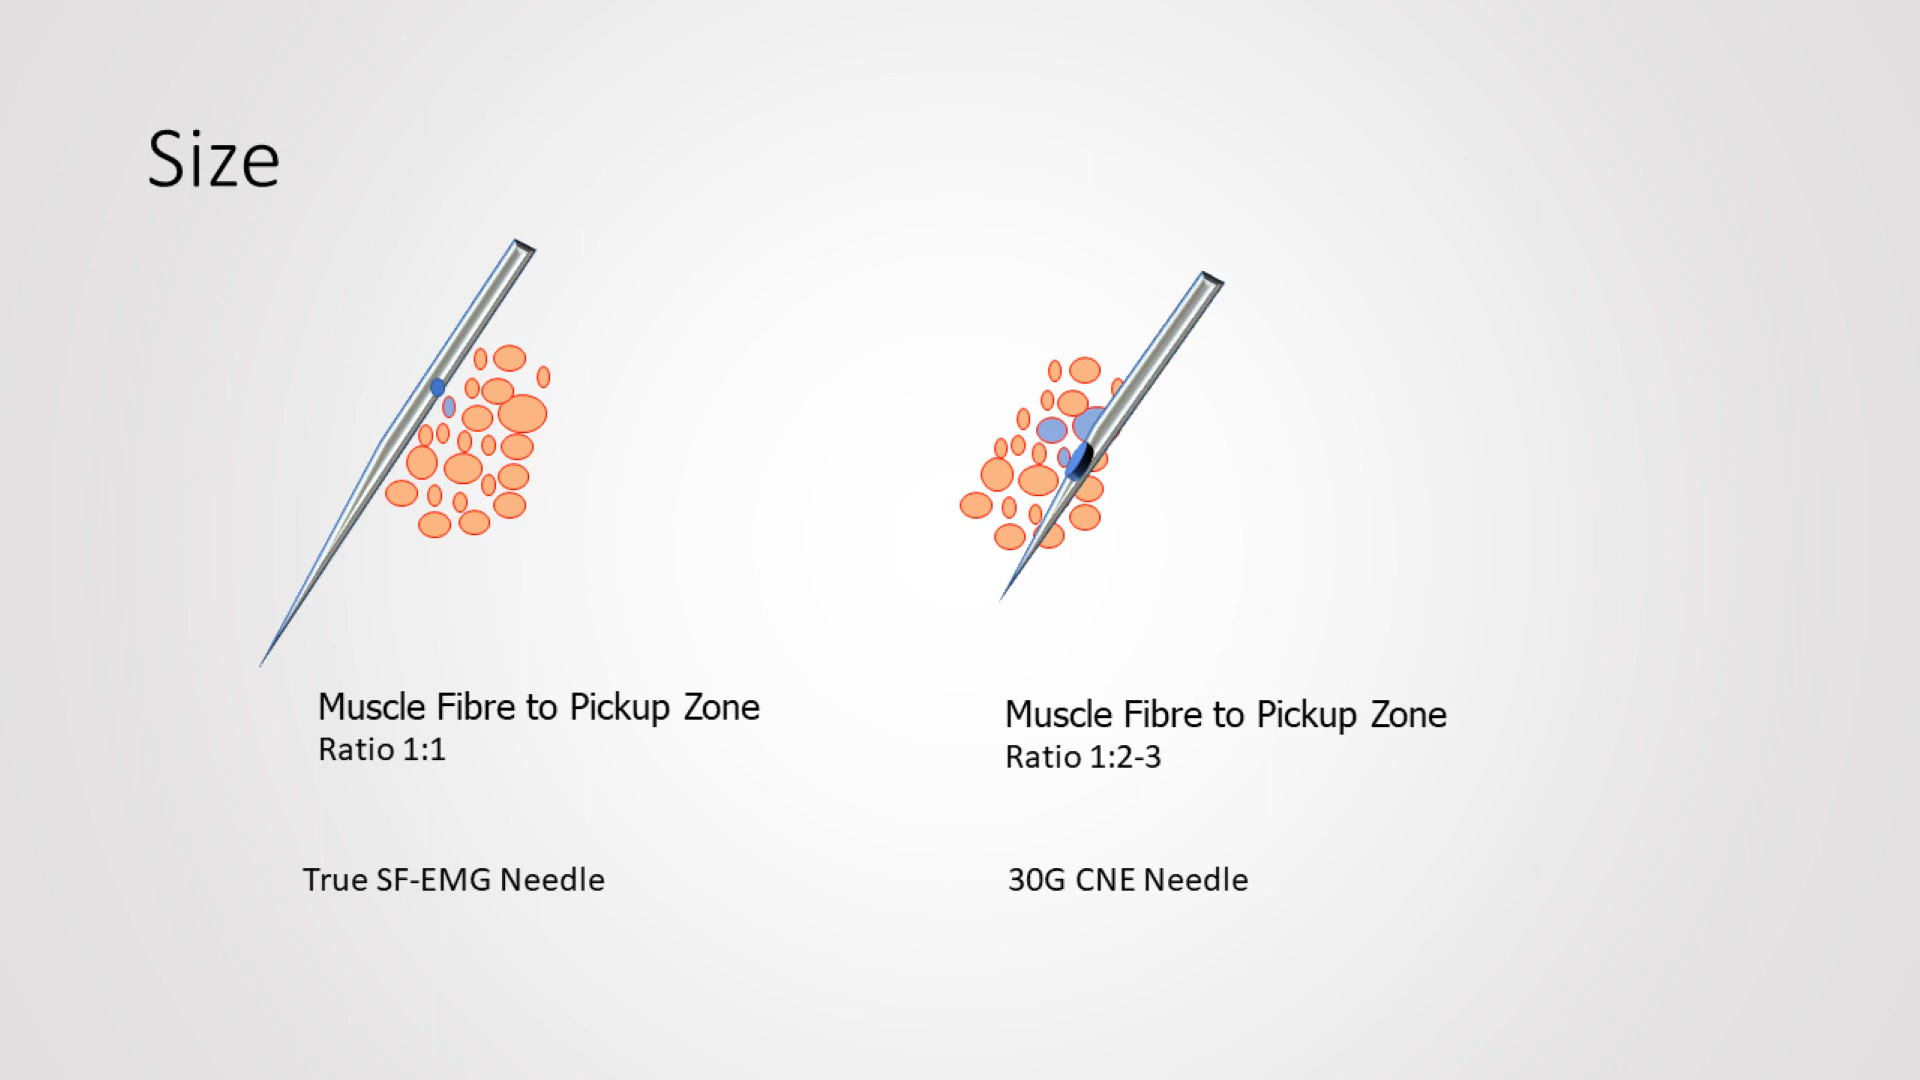 Size
Muscle Fibre to Pickup Zone
Ratio 1:1
Muscle Fibre to Pickup Zone
Ratio 1:2-3
True SF-EMG Needle
30G CNE Needle